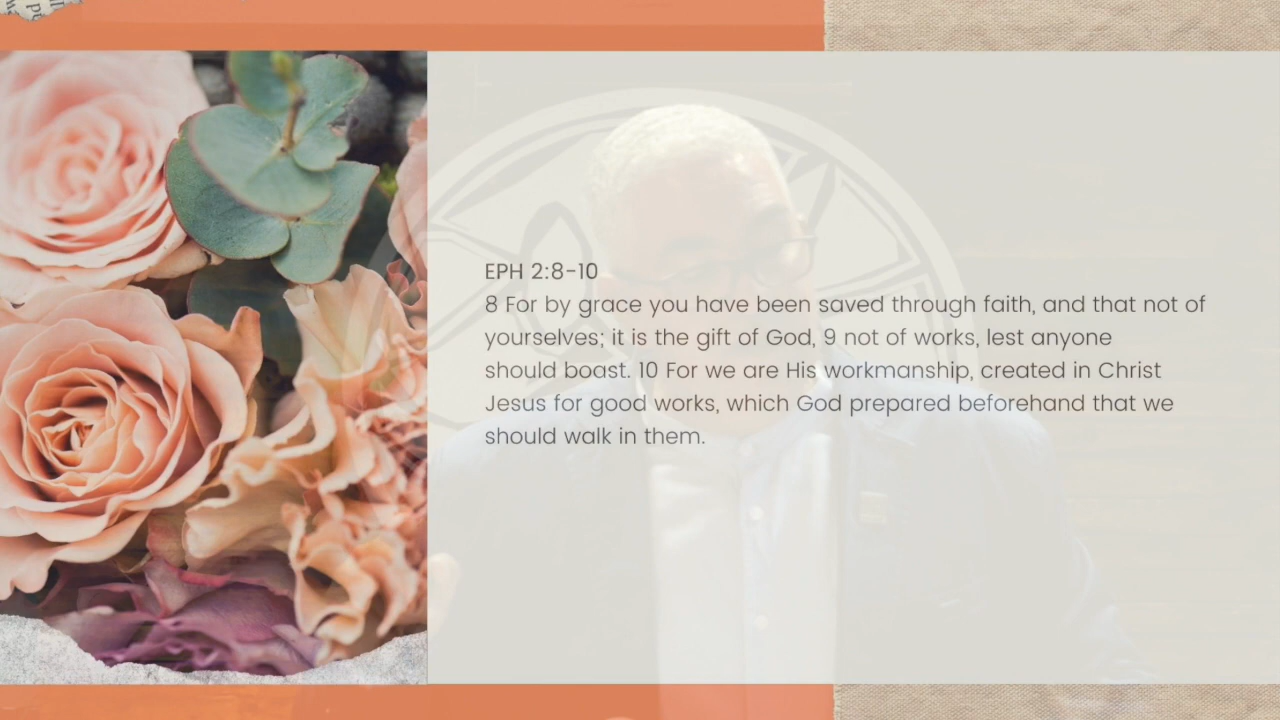 EPH 2:8-10
8 For by grace you have been saved through faith, and that not of
yourselves; it is the gift of God, 9 not of works, lest anyone
should boast. 10 For we are His workmanship, created in Christ
Jesus for good works, which God prepared beforehand that we
should walk in them.